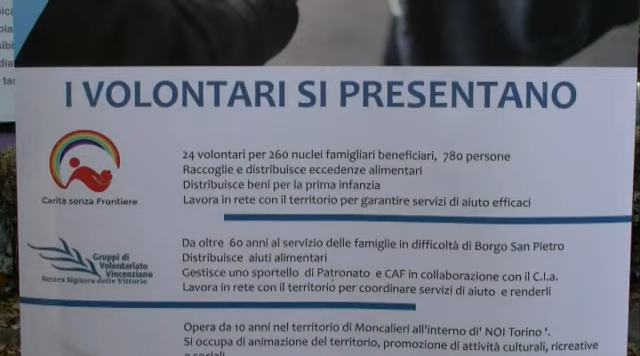 I VOLONTARI SI PRESENTANO
Carità senza Frontiere
24 volontari per 260 nuclei famigliari beneficiari, 780 persone
Raccoglie e distribuisce eccedenze alimentari
Distribuisce beni per la prima infanzia
Lavora in rete con il territorio per garantire servizi di aiuto efficaci
Gruppi di
Volontariato
Vincenziano
Nostra Signora delle Vittorie
Da oltre 60 anni al servizio delle famiglie in difficoltà di Borgo San Pietro
Distribuisce aiuti alimentari
Gestisce uno sportello di Patronato e CAF in collaborazione con il C.I.a.
Lavora in rete con il territorio per coordinare servizi di aiuto e renderli
Opera da 10 anni nel territorio di Moncalieri all'interno di' NOI Torino '.
Si occupa di animazione del territorio, promozione di attività culturali, ricreative
e sociali